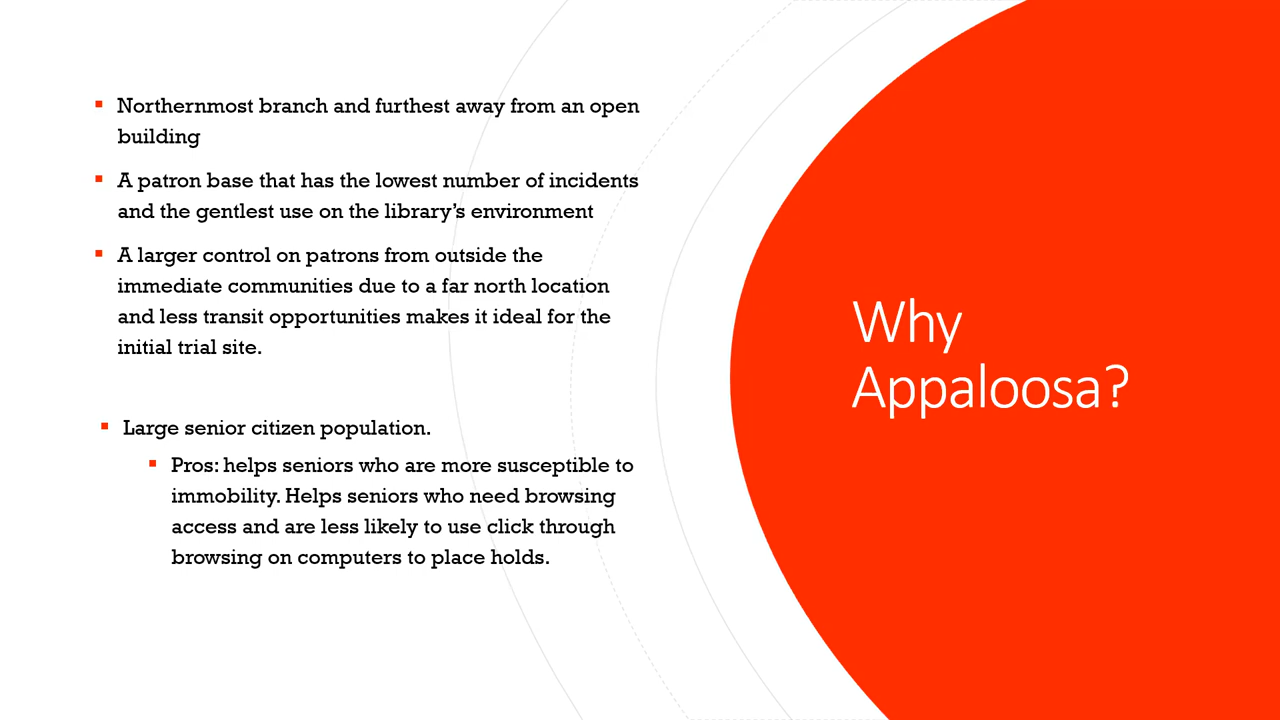 Northernmost branch and furthest away from an open
building
A patron base that has the lowest number of incidents
and the gentlest use on the library’s environment
A larger control on patrons from outside the
immediate communities due to a far north location
and less transit opportunities makes it ideal for the
initial trial site.
Large senior citizen population.
Pros: helps seniors who are more susceptible to
immobility. Helps seniors who need browsing
access and are less likely to use click through
browsing on computers to place holds.
Why
Appaloosa?